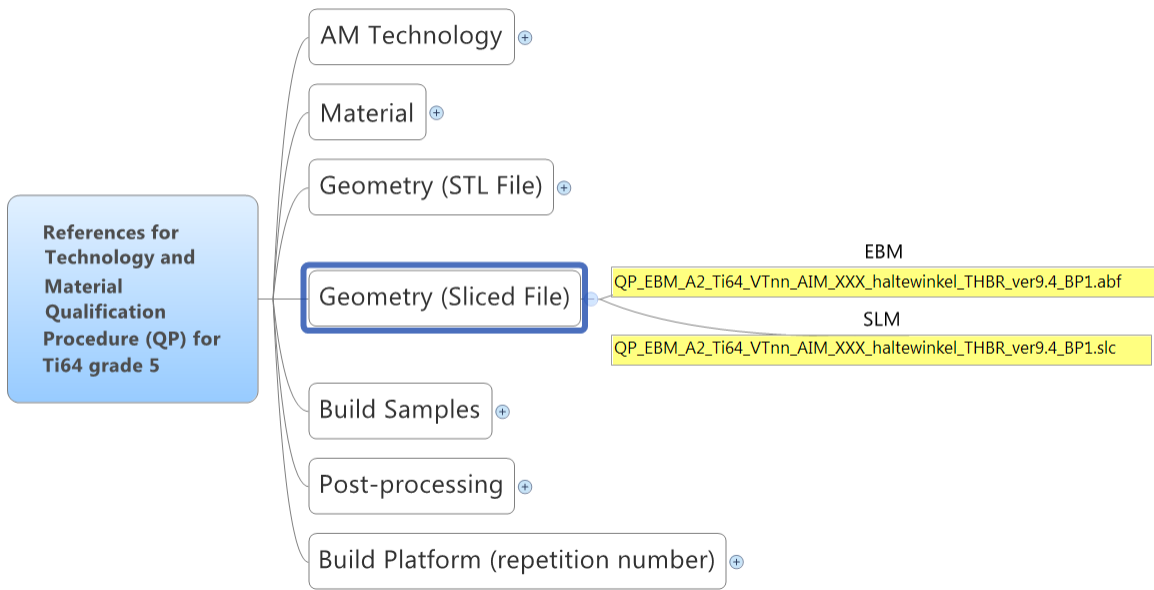 References for
Technology and
Material
Qualification
Procedure (QP) for
Ti64 grade 5
AM Technology
Material
Geometry (STL File)
Geometry (Sliced File)
EBM
QP_EBM_A2_Ti64_VTnn_AIM_XXX_haltewinkel_THBR_ver9.4_BP1.abf
SLM
QP_EBM_A2_Ti64_VTnn_AIM_XXX_haltewinkel_THBR_ver9.4_BP1.slc
Build Samples
Post-processing
Build Platform (repetition number)